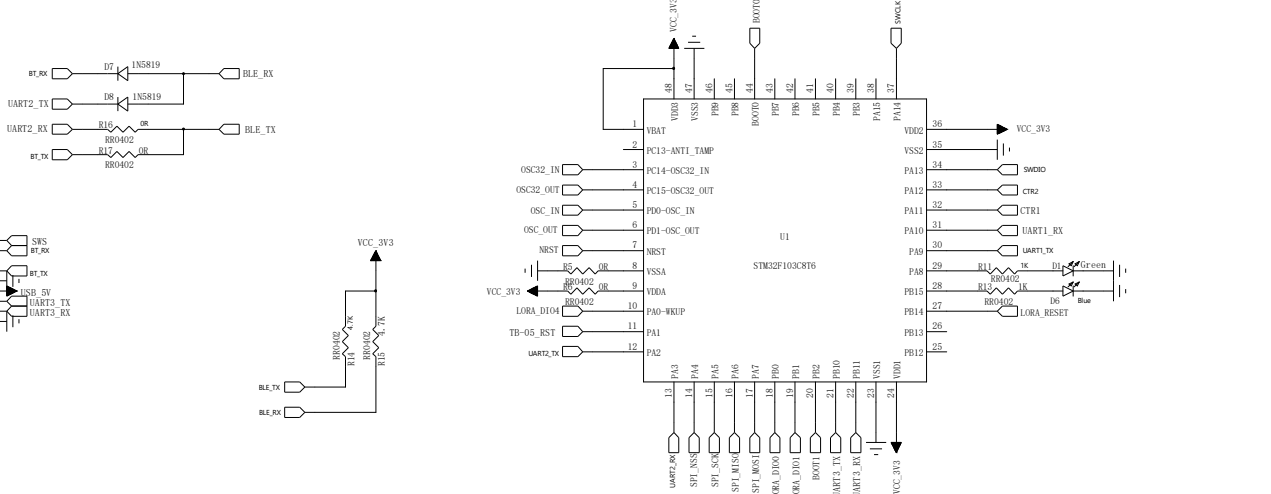 D7 1N5819
BT_RX BLE_RX
D8 1N5819
UART2_TX
UART2_RX R16 0R BLE_TX
RR0402
BT_TX R17 0R
RR0402
SWS
BT_RX
BT_TX
USB_5V
UART3_TX
UART3_RX
VCC_3V3
RR0402 R14 4.7K
RR0402 R15 4.7K
BLE_TX
BLE_RX
VCC_3V3
BOOT0
SWCLK
48 47 46 45 44 43 42 41 40 39 38 37
VDD3 VSS3 PB9 PB8 BOOT0 PB7 PB6 PB5 PB4 PB3 PA15 PA14
1 VBAT
2 PC13-ANTI_TAMP
OSC32_IN 3 PC14-OSC32_IN
OSC32_OUT 4 PC15-OSC32_OUT
OSC_IN 5 PD0-OSC_IN
OSC_OUT 6 PD1-OSC_OUT
NRST 7 NRST
R5 0R 8 VSSA
RR0402
VCC_3V3 R6 0R 9 VDDA
RR0402
LORA_DIO4 10 PA0-WKUP
TB-05_RST 11 PA1
UART2_TX 12 PA2
U1
STM32F103C8T6
VDD2 36 VCC_3V3
VSS2 35
PA13 34 SWDIO
PA12 33 CTR2
PA11 32 CTR1
PA10 31 UART1_RX
PA9 30 UART1_TX
PA8 29 R11 1K D1 Green
RR0402
PB15 28 R13 1K D6 Blue
RR0402
PB14 27 LORA_RESET
PB13 26
PB12 25
PA3 PA4 PA5 PA6 PA7 PB0 PB1 PB2 PB10 PB11 VSS1 VDD1
13 14 15 16 17 18 19 20 21 22 23 24
UART2_RX
SPI_NSS
SPI_SCK
SPI_MISO
SPI_MOSI
ORA_DIO0
ORA_DIO1
BOOT1
UART3_TX
UART3_RX
VCC_3V3